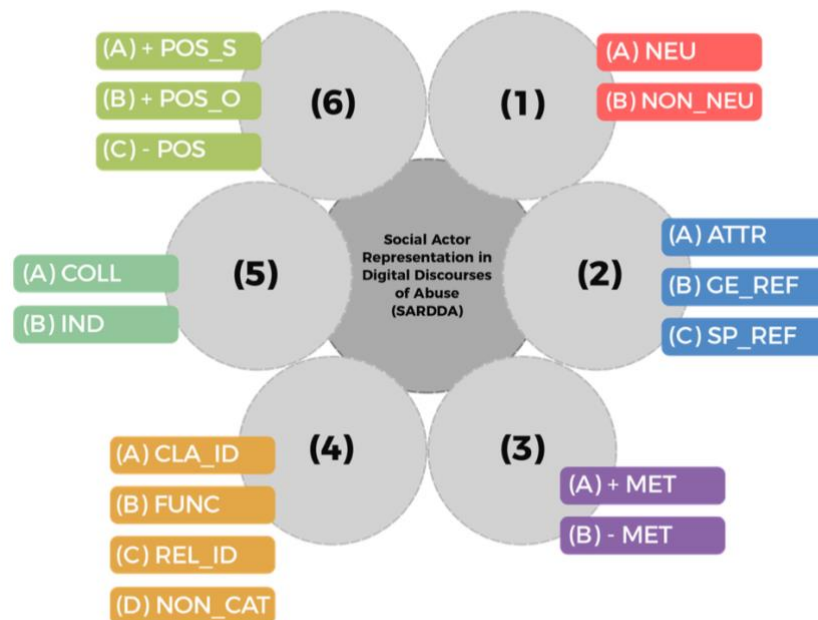 Social Actor
Representation in
Digital Discourses
of Abuse
(SARDDA)
(1)
(A) NEU
(B) NON_NEU
(2)
(A) ATTR
(B) GE_REF
(C) SP_REF
(3)
(A) + MET
(B) - MET
(4)
(A) CLA_ID
(B) FUNC
(C) REL_ID
(D) NON_CAT
(5)
(A) COLL
(B) IND
(6)
(A) + POS_S
(B) + POS_O
(C) - POS